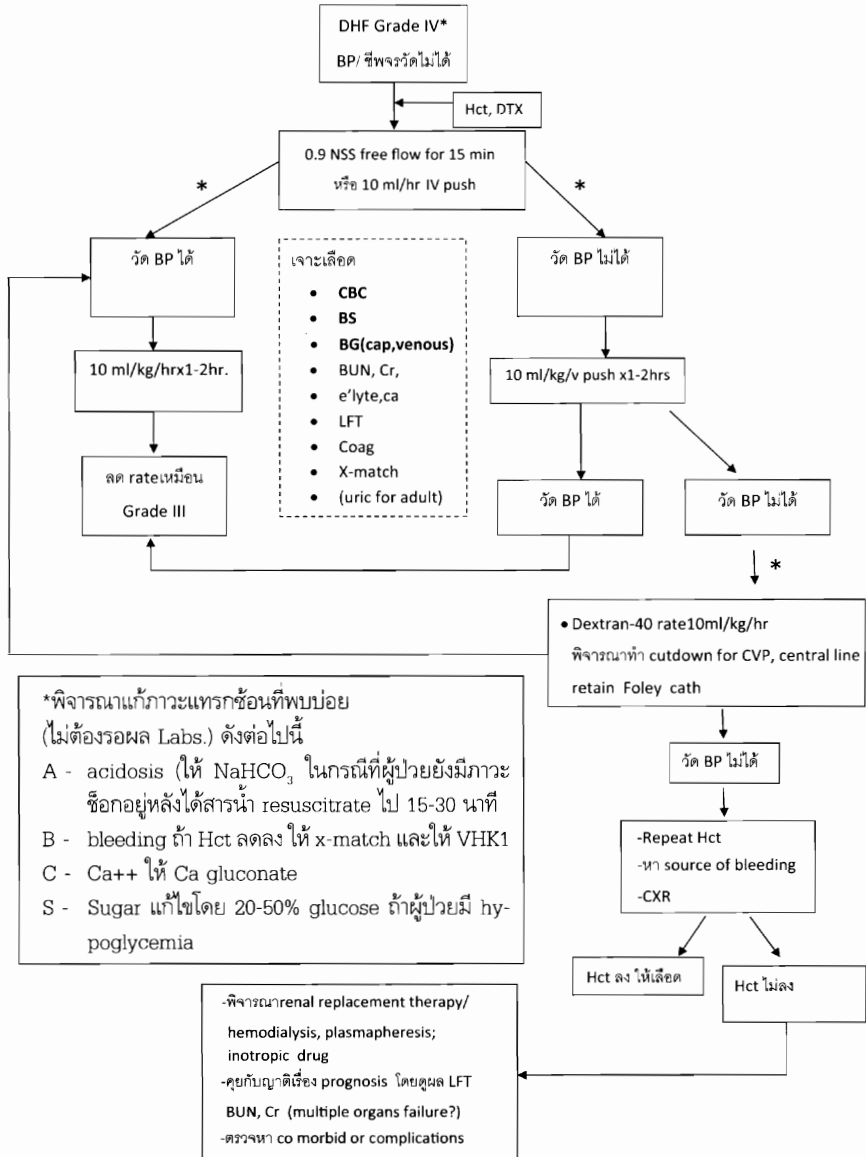 DHF Grade IV*
BP/ ชีพจรวัดไม่ได้
Hct, DTX
0.9 NSS free flow for 15 min
หรือ 10 ml/hr IV push
*
*
วัด BP ได้
เจาะเลือด
• CBC
• BS
• BG(cap,venous)
• BUN, Cr,
• e'lyte,ca
• LFT
• Coag
• X-match
• (uric for adult)
วัด BP ไม่ได้
10 ml/kg/hrx1-2hr.
10 ml/kg/v push x1-2hrs
ลด rateเหมือน
Grade III
วัด BP ได้
วัด BP ไม่ได้
*
• Dextran-40 rate10ml/kg/hr
พิจารณาทำ cutdown for CVP, central line
retain Foley cath
*พิจารณาแก้ภาวะแทรกซ้อนที่พบบ่อย
(ไม่ต้องรอผล Labs.) ดังต่อไปนี้
A - acidosis (ให้ NaHCO₃ ในกรณีที่ผู้ป่วยยังมีภาวะ
ช็อกอยู่หลังได้สารน้ำ resuscitrate ไป 15-30 นาที
B - bleeding ถ้า Hct ลดลง ให้ x-match และให้ VHK1
C - Ca++ ให้ Ca gluconate
S - Sugar แก้ไขโดย 20-50% glucose ถ้าผู้ป่วยมี hy-
poglycemia
วัด BP ไม่ได้
-Repeat Hct
-หา source of bleeding
-CXR
Hct ลง ให้เลือด
Hct ไม่ลง
-พิจารณาrenal replacement therapy/
hemodialysis, plasmapheresis;
inotropic drug
-คุยกับญาติเรื่อง prognosis โดยดูผล LFT
BUN, Cr (multiple organs failure?)
-ตรวจหา co morbid or complications